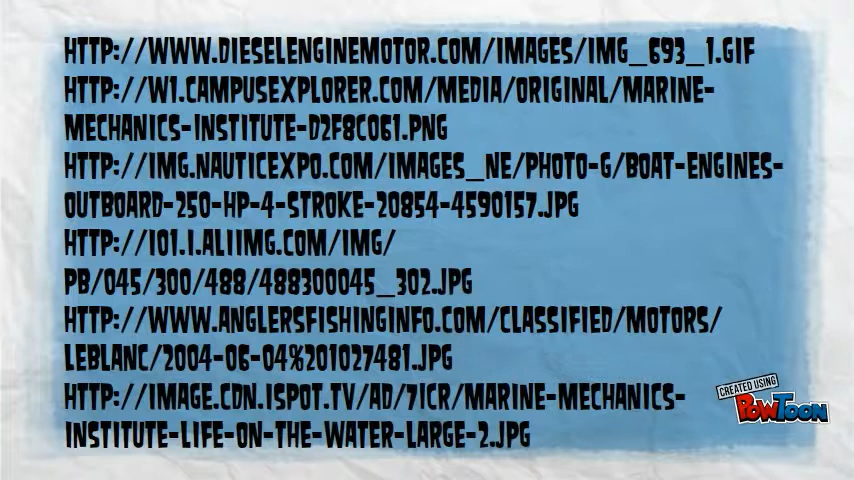 HTTP://WWW.DIESELENGINEMOTOR.COM/IMAGES/IMG_693_1.GIF
HTTP://W1.CAMPUSEXPLORER.COM/MEDIA/ORIGINAL/MARINE-
MECHANICS-INSTITUTE-D2F8C061.PNG
HTTP://IMG.NAUTICEXPO.COM/IMAGES_NE/PHOTO-G/BOAT-ENGINES-
OUTBOARD-250-HP-4-STROKE-20854-4590157.JPG
HTTP://I01.I.ALIIMG.COM/IMG/
PB/045/300/488/488300045_302.JPG
HTTP://WWW.ANGLERSFISHINGINFO.COM/CLASSIFIED/MOTORS/
LEBLANC/2004-06-04%201027481.JPG
HTTP://IMAGE.CDN.ISPOT.TV/AD/7ICR/MARINE-MECHANICS-
INSTITUTE-LIFE-ON-THE-WATER-LARGE-2.JPG
CREATED USING
POWTOON